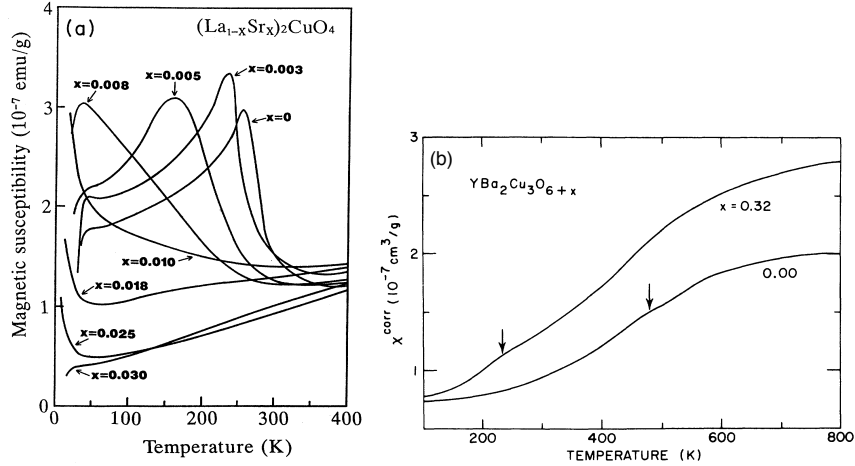 (a)
(La₁₋ₓSrₓ)₂CuO₄
Magnetic susceptibility (10⁻⁷ emu/g)
4
3
2
1
0
x=0.008
x=0.005
x=0.003
x=0
x=0.010
x=0.018
x=0.025
x=0.030
0 100 200 300 400
Temperature (K)
(b)
YBa₂Cu₃O₆₊ₓ
χᶜᵒʳʳ (10⁻⁷cm³/g)
3
2
1
x = 0.32
0.00
200 400 600 800
TEMPERATURE (K)